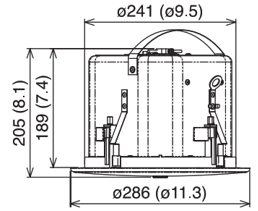 ø241 (ø9.5)
205 (8.1)
189 (7.4)
ø286 (ø11.3)